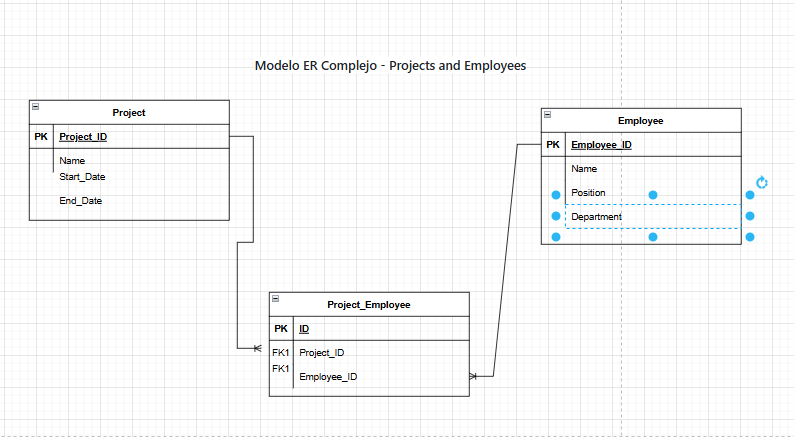 Modelo ER Complejo - Projects and Employees
Project
PK Project_ID
Name
Start_Date
End_Date
Employee
PK Employee_ID
Name
Position
Department
Project_Employee
PK ID
FK1 Project_ID
FK1
Employee_ID